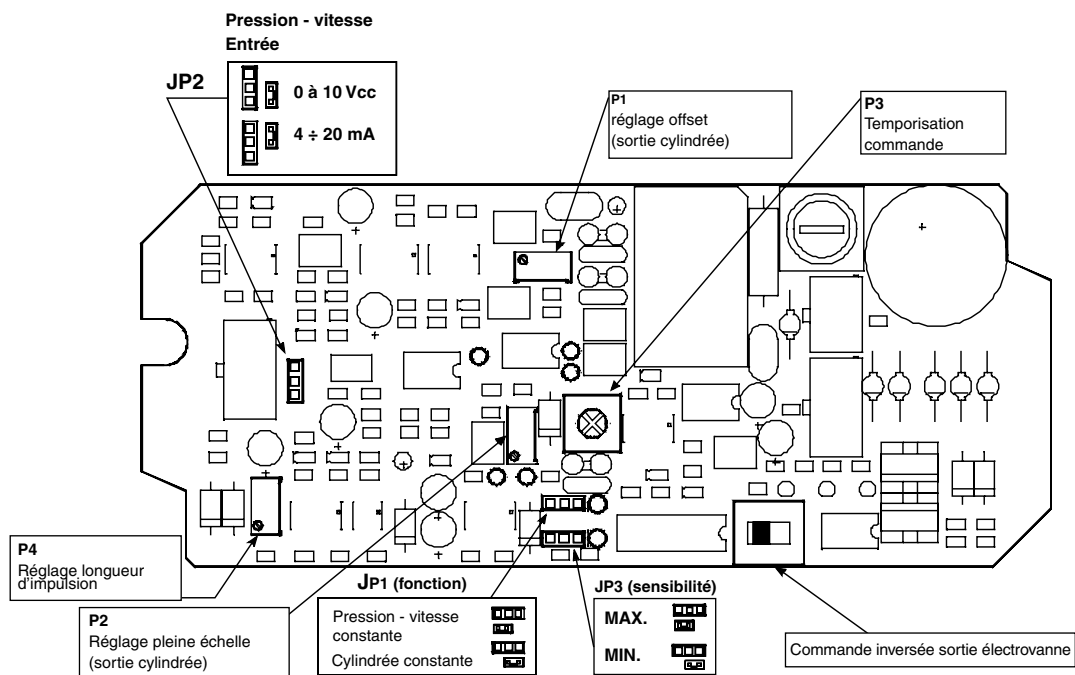 Pression - vitesse
Entrée
JP2
0 à 10 Vcc
4 ÷ 20 mA
P1
réglage offset
(sortie cylindrée)
P3
Temporisation
commande
P4
Réglage longueur
d'impulsion
P2
Réglage pleine échelle
(sortie cylindrée)
JP1 (fonction)
Pression - vitesse
constante
Cylindrée constante
JP3 (sensibilité)
MAX.
MIN.
Commande inversée sortie électrovanne